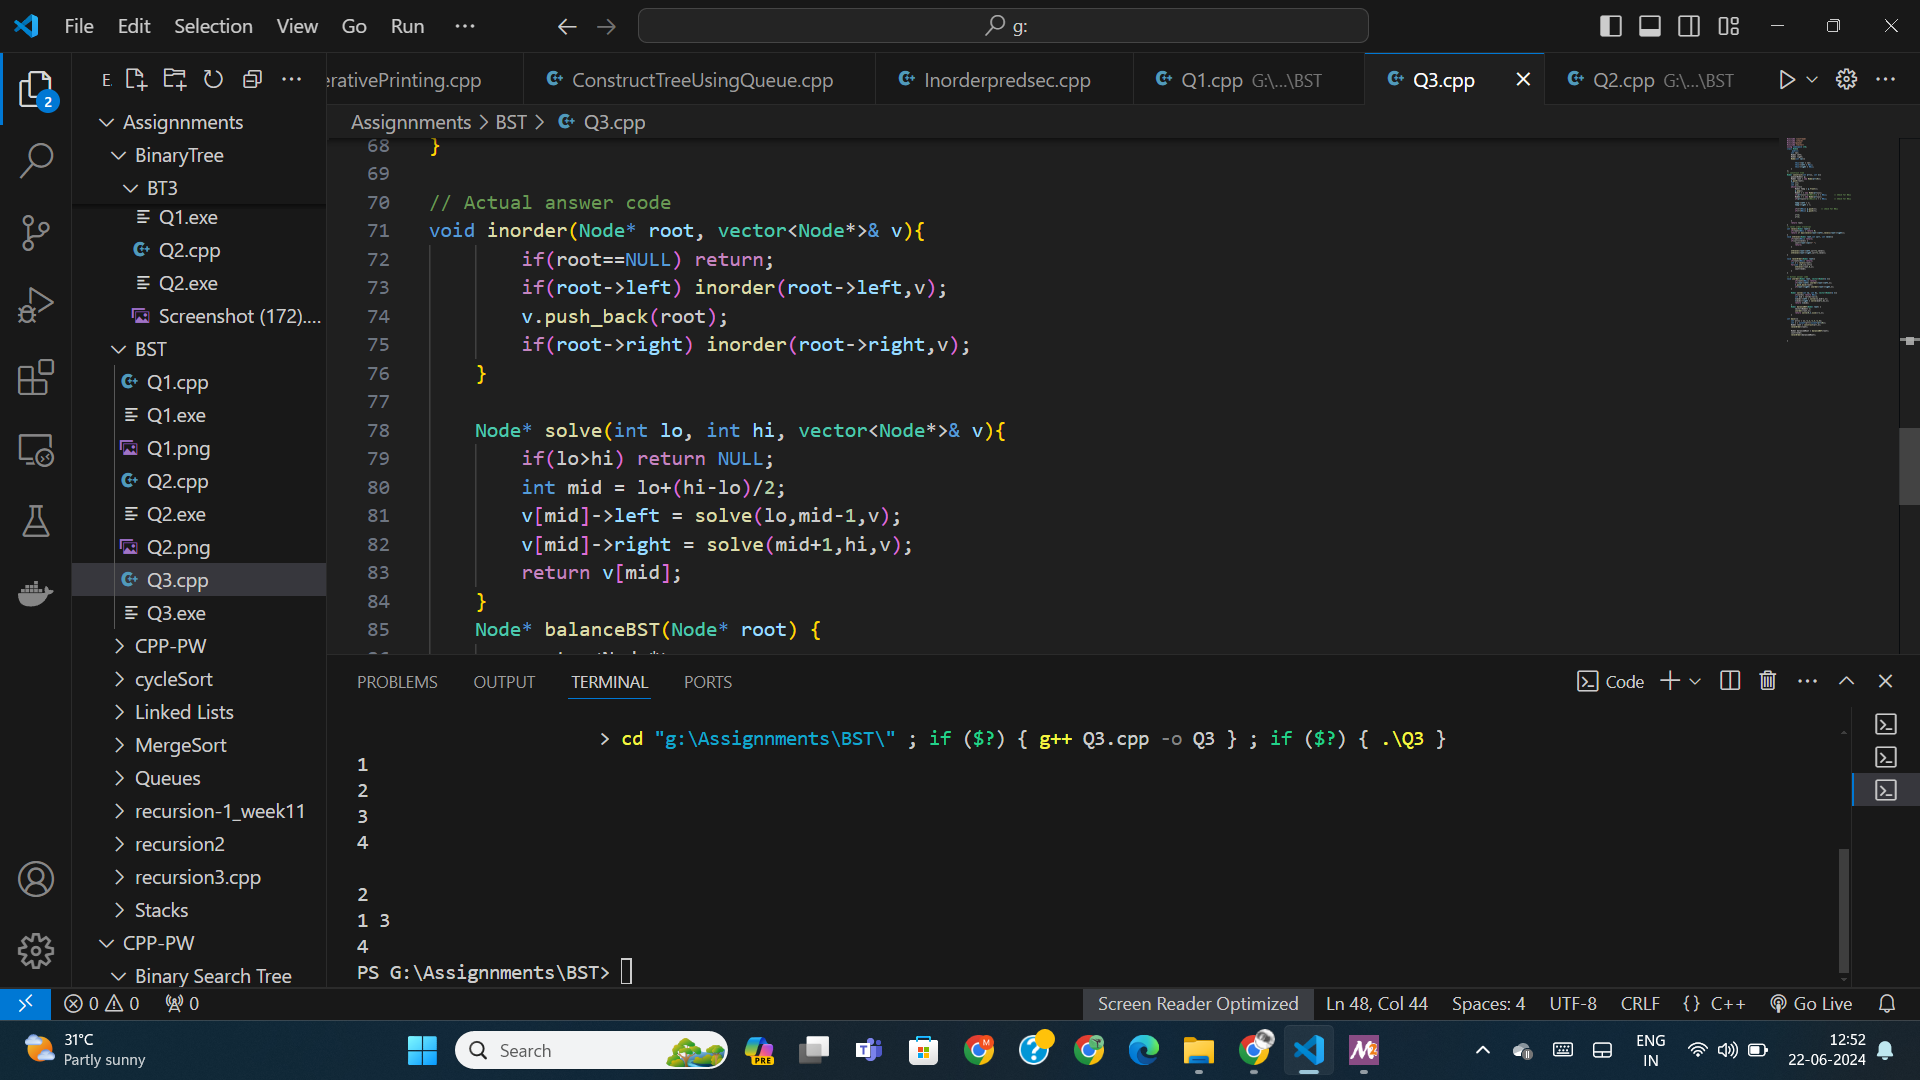 File Edit Selection View Go Run ··· g:
E
erativePrinting.cpp ConstructTreeUsingQueue.cpp Inorderpredsec.cpp Q1.cpp G:\...\BST Q3.cpp Q2.cpp G:\...\BST
Assignnments > BST > Q3.cpp
2
Assignnments
BinaryTree
BT3
Q1.exe
Q2.cpp
Q2.exe
Screenshot (172)....
BST
Q1.cpp
Q1.exe
Q1.png
Q2.cpp
Q2.exe
Q2.png
Q3.cpp
Q3.exe
CPP-PW
cycleSort
Linked Lists
MergeSort
Queues
recursion-1_week11
recursion2
recursion3.cpp
Stacks
CPP-PW
Binary Search Tree
68 }
69
70 // Actual answer code
71 void inorder(Node* root, vector<Node*>& v){
72 if(root==NULL) return;
73 if(root->left) inorder(root->left,v);
74 v.push_back(root);
75 if(root->right) inorder(root->right,v);
76 }
77
78 Node* solve(int lo, int hi, vector<Node*>& v){
79 if(lo>hi) return NULL;
80 int mid = lo+(hi-lo)/2;
81 v[mid]->left = solve(lo,mid-1,v);
82 v[mid]->right = solve(mid+1,hi,v);
83 return v[mid];
84 }
85 Node* balanceBST(Node* root) {
PROBLEMS OUTPUT TERMINAL PORTS Code
> cd "g:\Assignnments\BST\" ; if ($?) { g++ Q3.cpp -o Q3 } ; if ($?) { .\Q3 }
1
2
3
4
2
1 3
4
PS G:\Assignnments\BST>
0 0 0 Screen Reader Optimized Ln 48, Col 44 Spaces: 4 UTF-8 CRLF {} C++ Go Live
31°C
Partly sunny
Search
PRE
ENG
IN
12:52
22-06-2024